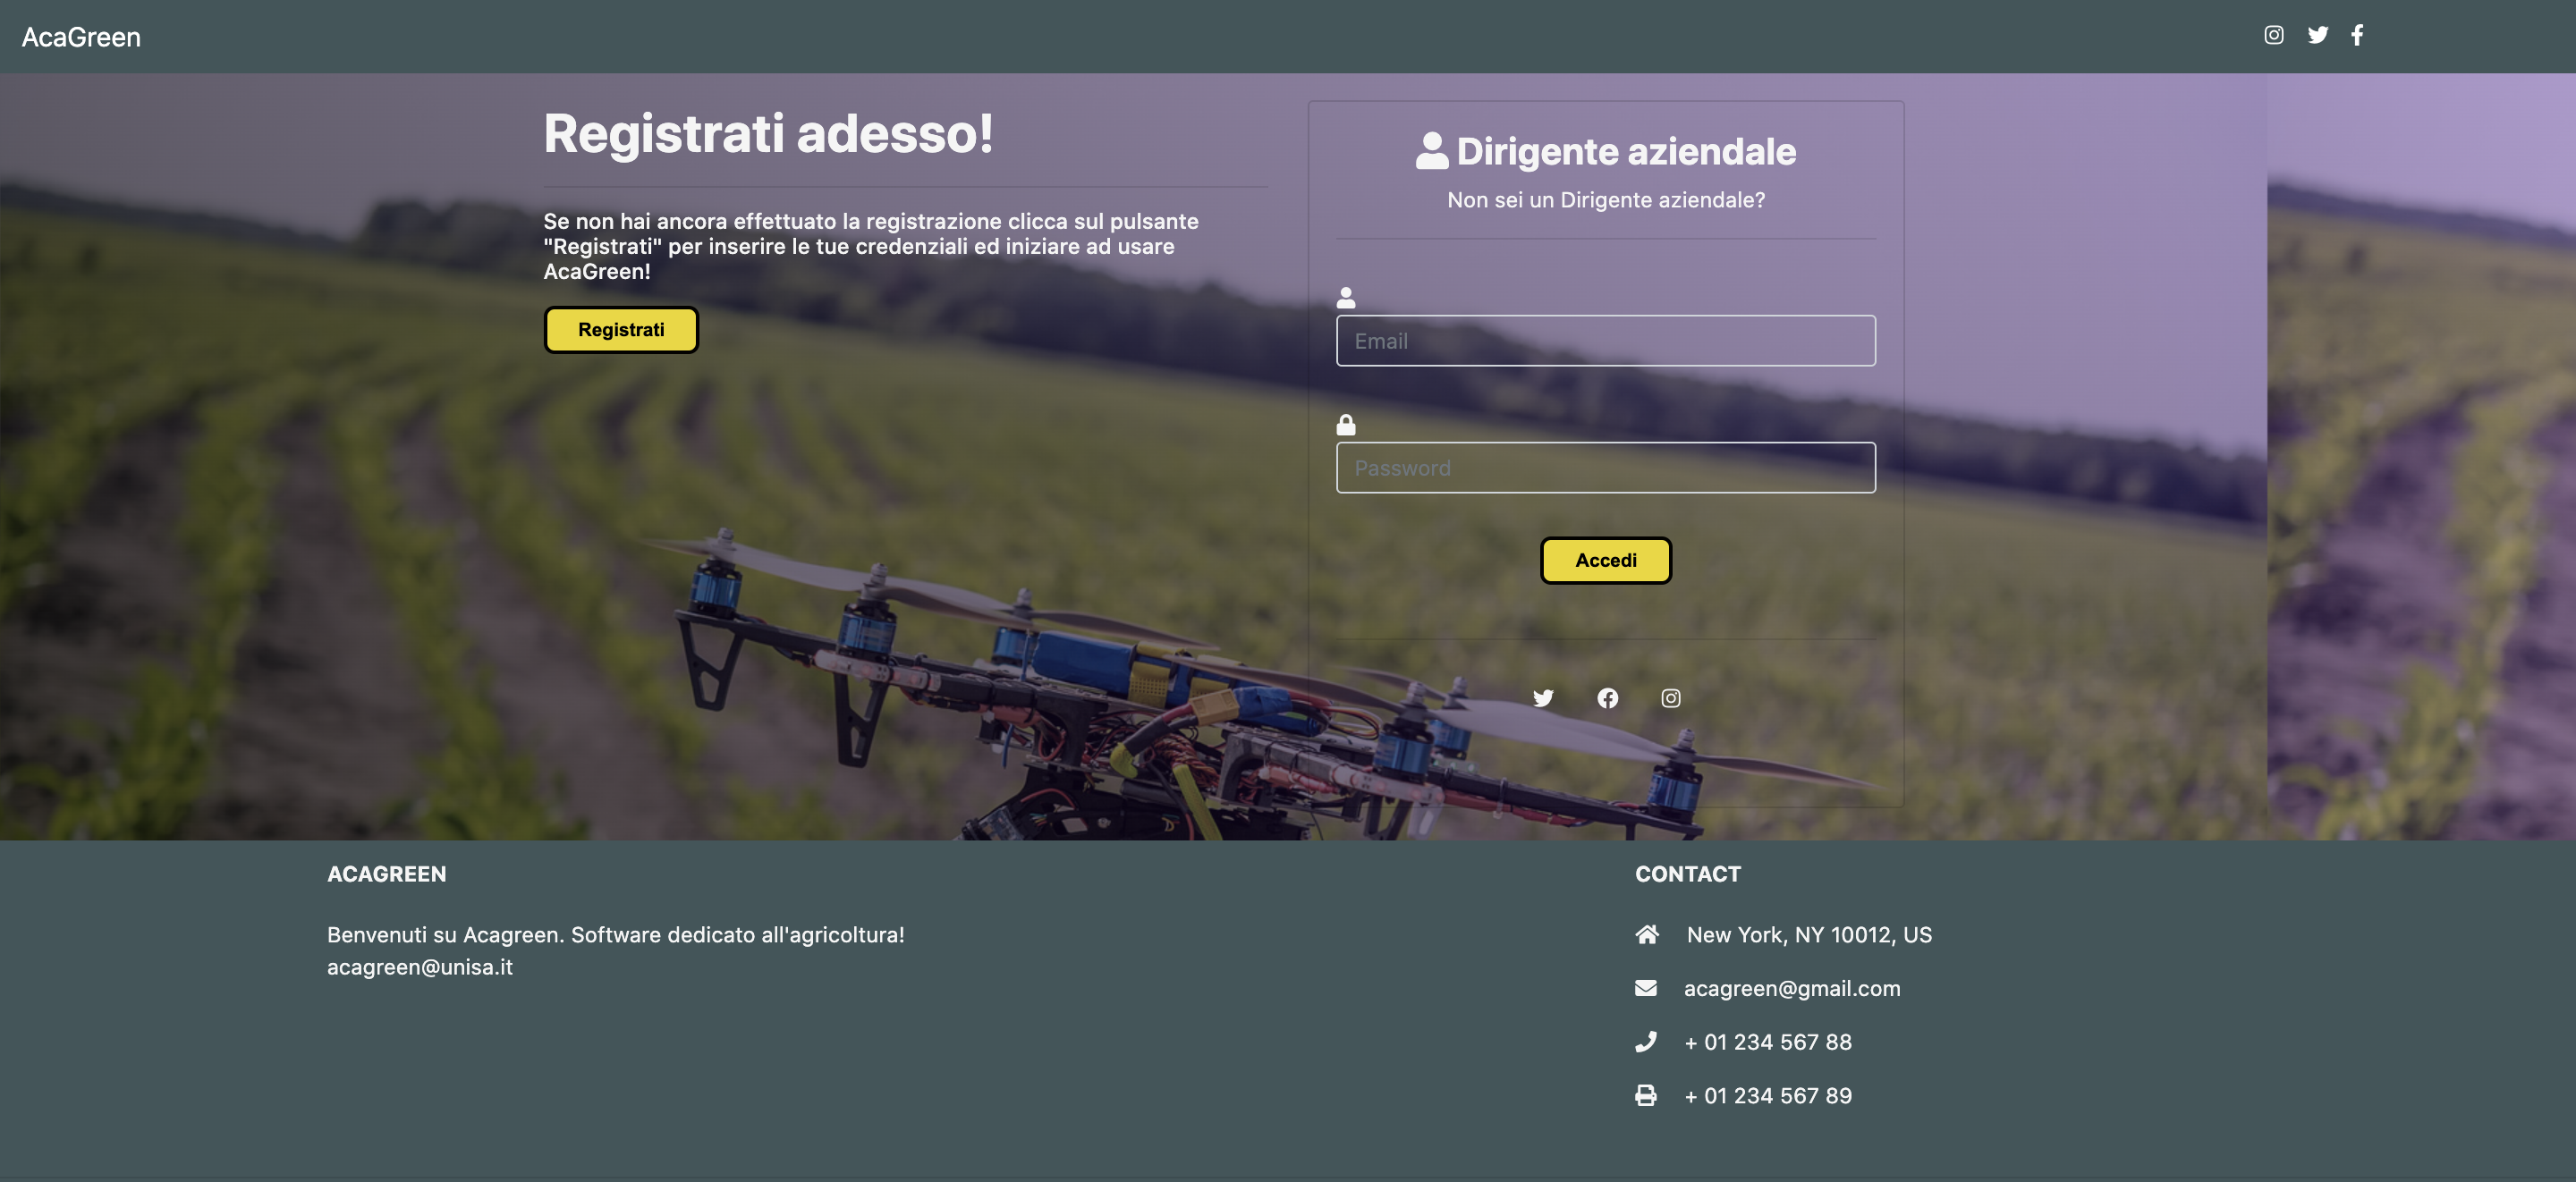 AcaGreen
Registrati adesso!
Se non hai ancora effettuato la registrazione clicca sul pulsante
"Registrati" per inserire le tue credenziali ed iniziare ad usare
AcaGreen!
Registrati
Dirigente aziendale
Non sei un Dirigente aziendale?
Email
Password
Accedi
ACAGREEN
Benvenuti su Acagreen. Software dedicato all'agricoltura!
acagreen@unisa.it
CONTACT
New York, NY 10012, US
acagreen@gmail.com
+ 01 234 567 88
+ 01 234 567 89